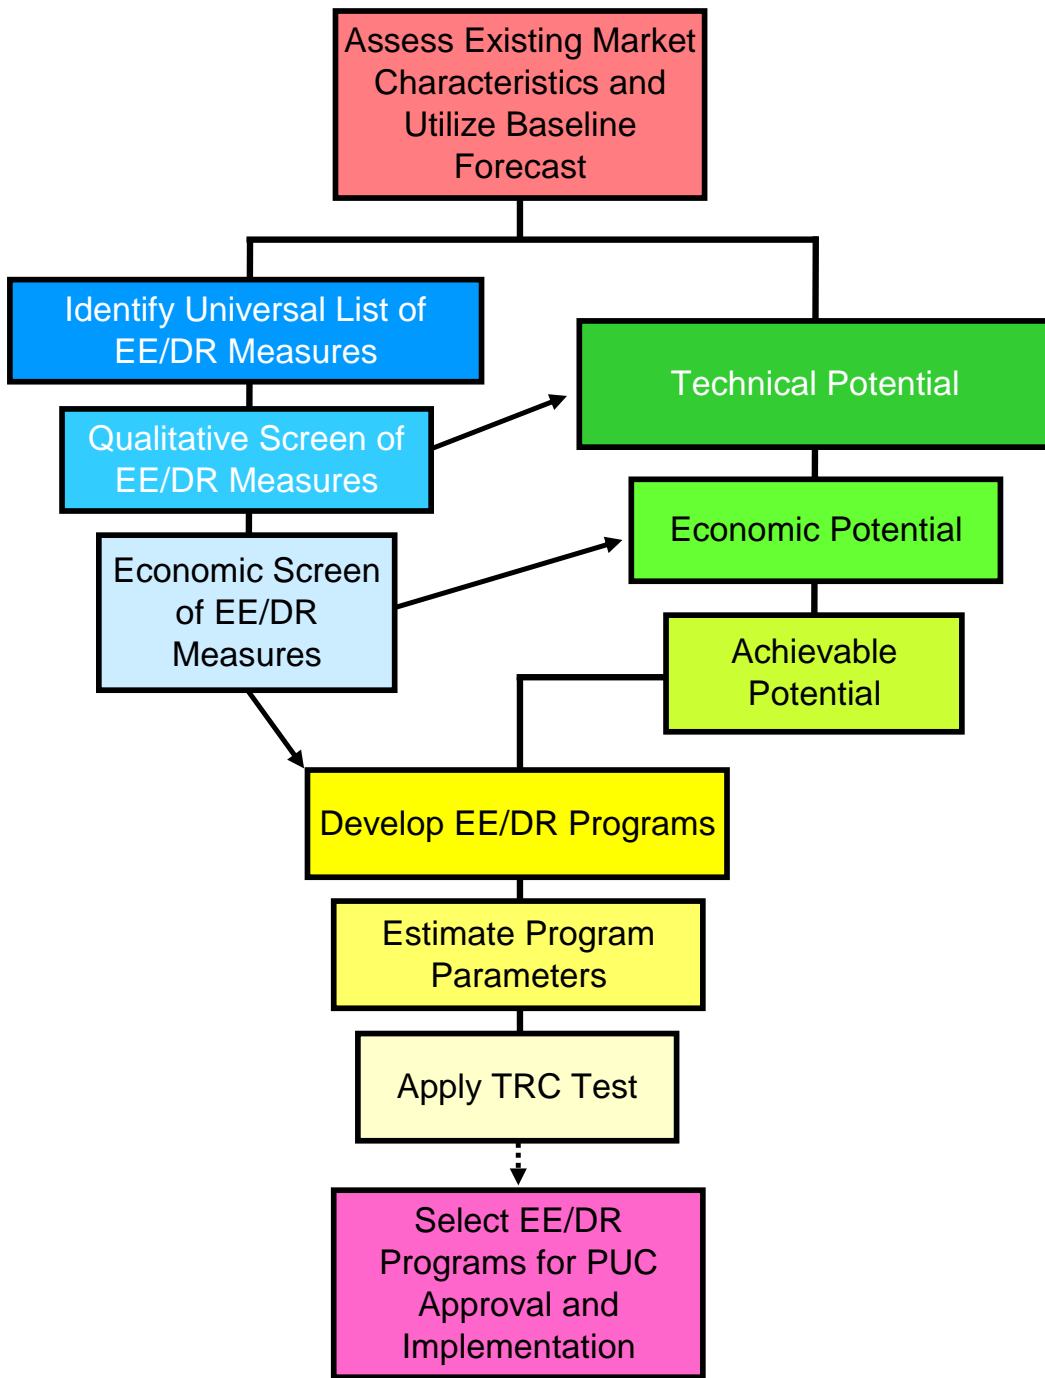 Assess Existing Market
Characteristics and
Utilize Baseline
Forecast
Identify Universal List of
EE/DR Measures
Technical Potential
Qualitative Screen of
EE/DR Measures
Economic Potential
Economic Screen
of EE/DR
Measures
Achievable
Potential
Develop EE/DR Programs
Estimate Program
Parameters
Apply TRC Test
Select EE/DR
Programs for PUC
Approval and
Implementation